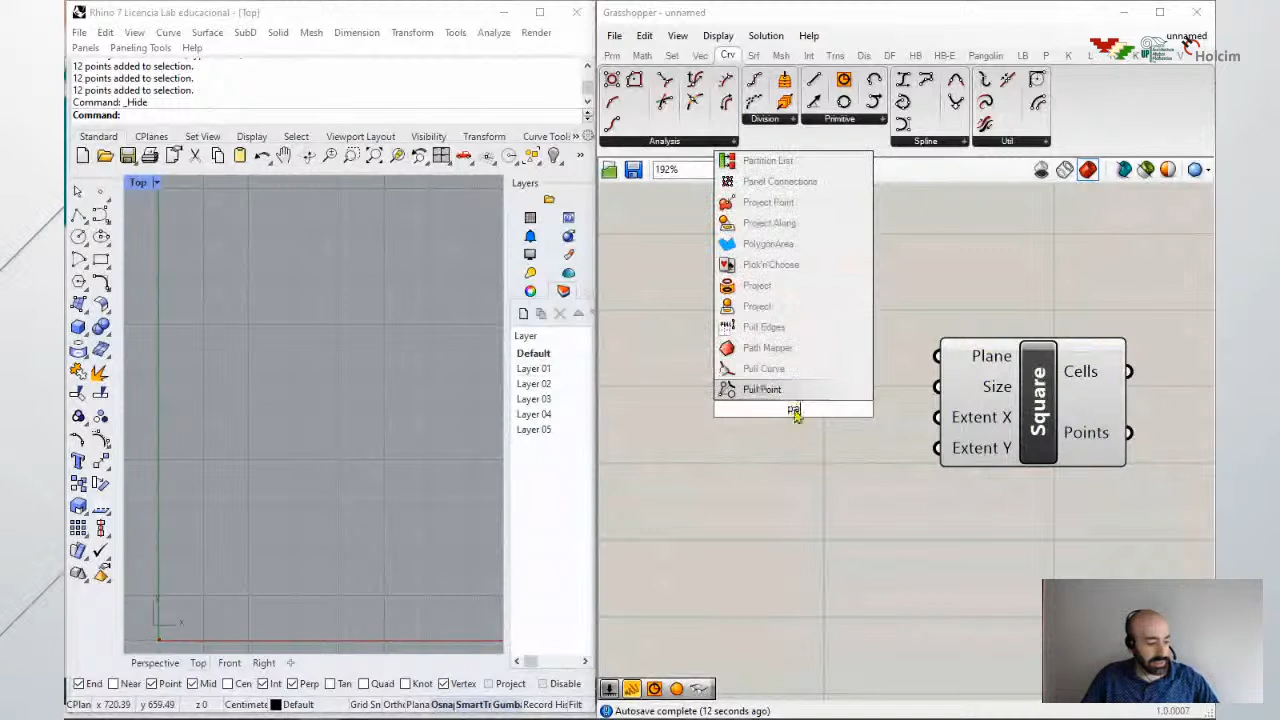 Rhino 7 Licencia Lab educacional - [Top]
File Edit View Curve Surface SubD Solid Mesh Dimension Transform Tools Analyze Render
Panels Paneling Tools Help
12 points added to selection.
12 points added to selection.
12 points added to selection.
Command: _Hide
Command:
Standard CPlanes Set View Display Select Viewport Layout Visibility Transform Curve Tools
Top
x
Layers
Layer
Default
Layer 01
Layer 02
Layer 03
Layer 04
Layer 05
Perspective Top Front Right
End Near Point Mid Cen Int Perp Tan Quad Knot Vertex Project Disable
x 720.39 y 659.49 z 0 Centimeters Default Grid Sn Ortho Plana Osna SmartTr Gumba Record His Filt
Grasshopper - unnamed
File Edit View Display Solution Help
unnamed
Prm Math Set Vec Crv Srf Msh Int Trns Dis DF HB HB-E Pangolin P K L V
Holcim
Analysis Division Primitive Spline Util
192%
Partition List
Panel Connections
Project Point
Project Along
PolygonArea
Pick'n'Choose
Project
Project
Pull Edges
Path Mapper
Pull Curve
Pull Point
Plane
Size
Extent X
Extent Y
Square
Cells
Points
Autosave complete (12 seconds ago)
1.0.0007